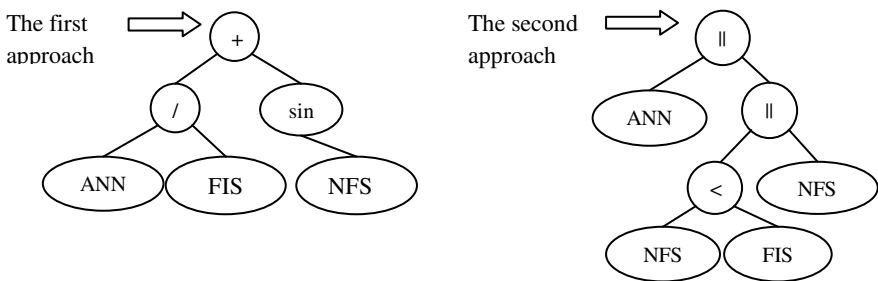 The first
approach
+
/
sin
ANN
FIS
NFS
The second
approach
||
ANN
||
<
NFS
NFS
FIS